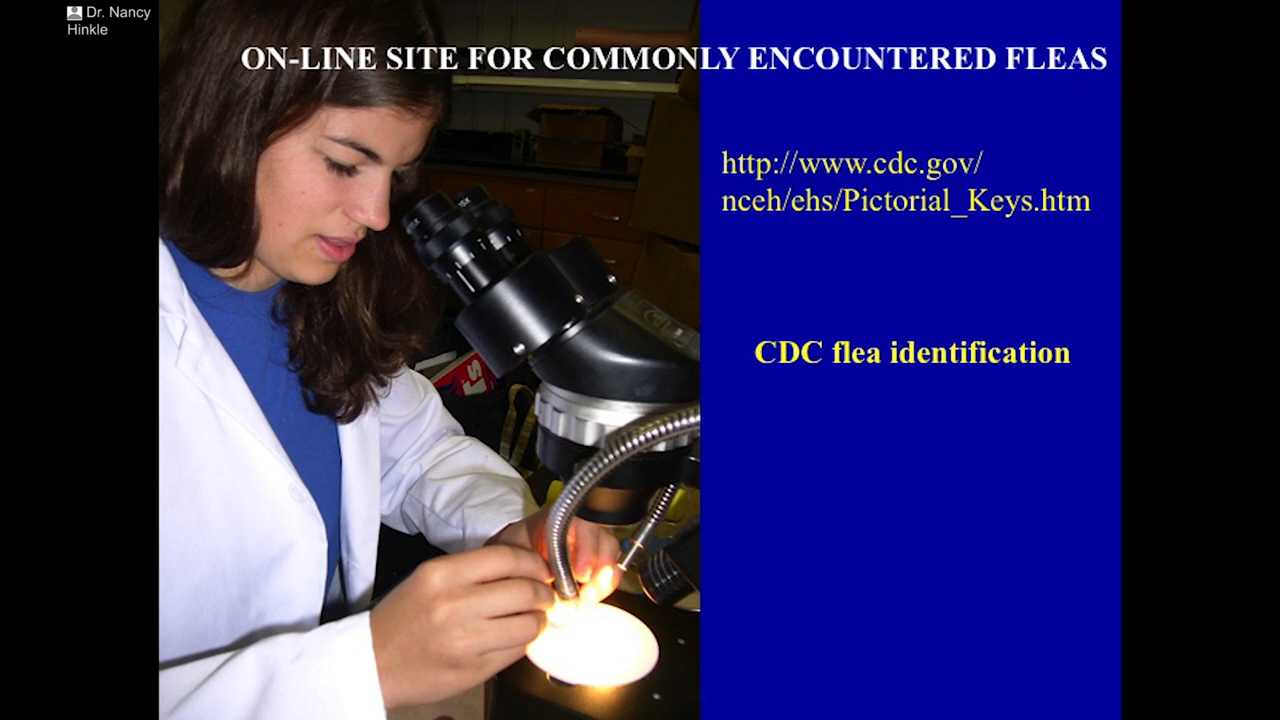 Dr. Nancy
Hinkle
ON-LINE SITE FOR COMMONLY ENCOUNTERED FLEAS
http://www.cdc.gov/
nceh/ehs/Pictorial_Keys.htm
CDC flea identification